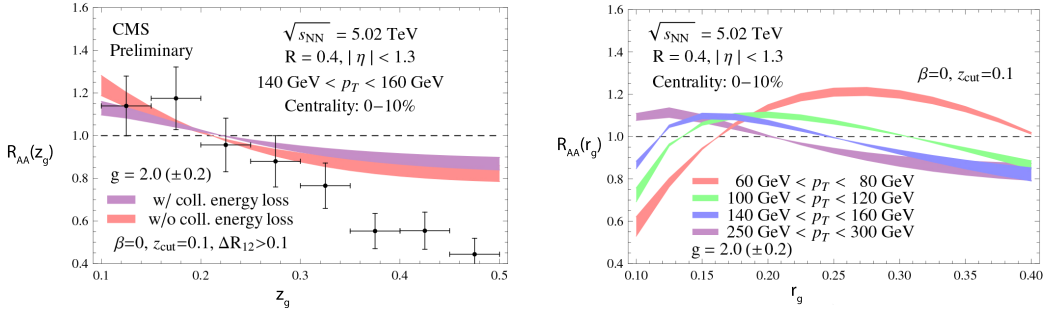 CMS
Preliminary
√s_NN = 5.02 TeV
R = 0.4, | η | < 1.3
140 GeV < p_T < 160 GeV
Centrality: 0−10%
R_AA(z_g)
g = 2.0 (±0.2)
w/ coll. energy loss
w/o coll. energy loss
β=0, z_cut=0.1, ΔR_12>0.1
1.6
1.4
1.2
1.0
0.8
0.6
0.4
0.1 0.2 0.3 0.4 0.5
z_g
√s_NN = 5.02 TeV
R = 0.4, | η | < 1.3
Centrality: 0−10%
β=0, z_cut=0.1
R_AA(r_g)
60 GeV < p_T < 80 GeV
100 GeV < p_T < 120 GeV
140 GeV < p_T < 160 GeV
250 GeV < p_T < 300 GeV
g = 2.0 (±0.2)
1.6
1.4
1.2
1.0
0.8
0.6
0.4
0.10 0.15 0.20 0.25 0.30 0.35 0.40
r_g